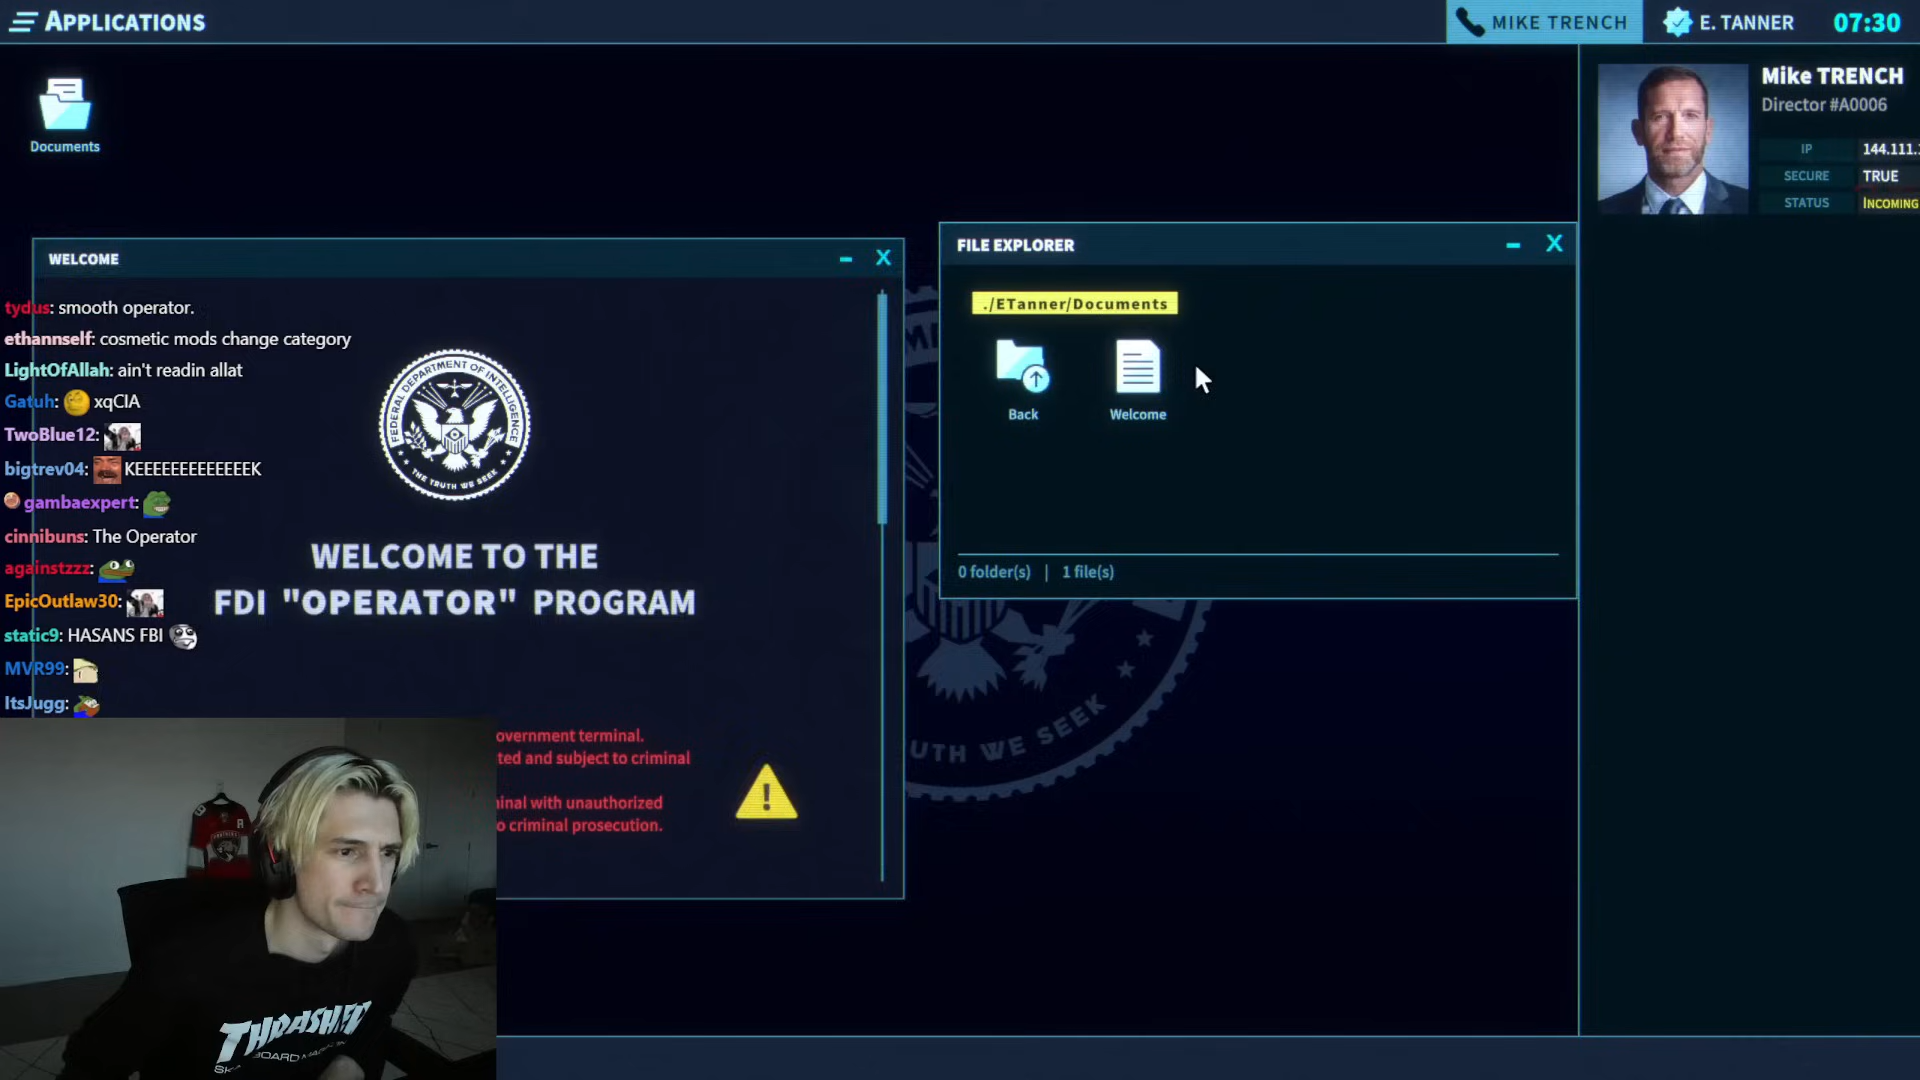 APPLICATIONS
MIKE TRENCH
E. TANNER
07:30
Documents
Mike TRENCH
Director #A0006
IP
144.111.
SECURE
TRUE
STATUS
INCOMING
WELCOME
tydus: smooth operator.
ethannself: cosmetic mods change category
LightOfAllah: ain't readin allat
Gatuh: xqCIA
TwoBlue12:
bigtrev04: KEEEEEEEEEEEEEK
gambaexpert:
cinnibuns: The Operator
againstzzz:
EpicOutlaw30:
static9: HASANS FBI
MVR99:
ItsJugg:
FEDERAL DEPARTMENT OF INTELLIGENCE
THE TRUTH WE SEEK
WELCOME TO THE
FDI "OPERATOR" PROGRAM
overnment terminal.
ted and subject to criminal
inal with unauthorized
o criminal prosecution.
FILE EXPLORER
./ETanner/Documents
Back
Welcome
0 folder(s) | 1 file(s)
UTH WE SEEK
THRASHER